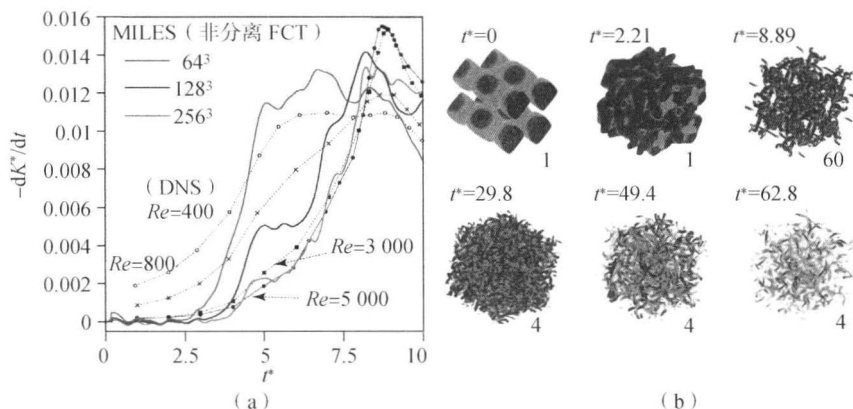 0.016
0.014
0.012
0.01
0.008
0.006
0.004
0.002
0
−dK*/dt
MILES（非分离 FCT）
64³
128³
256³
（DNS）
Re=400
Re=800
Re=3 000
Re=5 000
0 2.5 5 7.5 10
t*
（a）
t*=0
1
t*=2.21
1
t*=8.89
60
t*=29.8
4
t*=49.4
4
t*=62.8
4
（b）